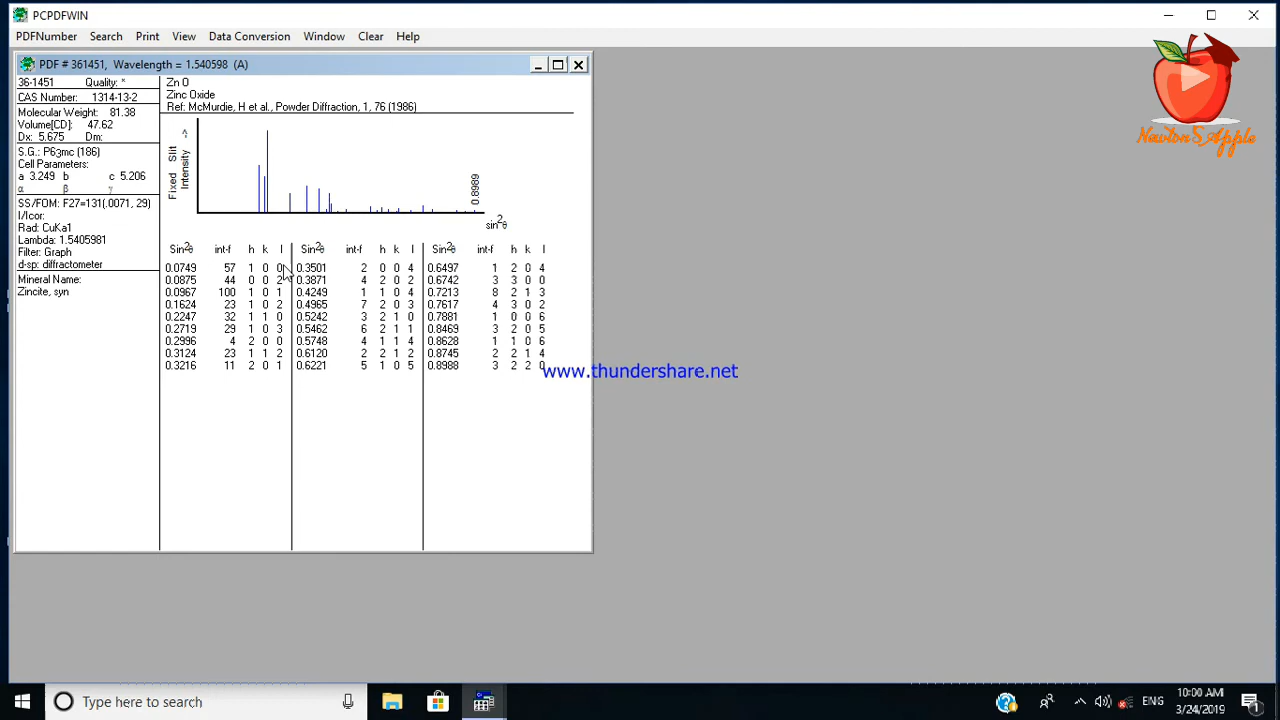 PCPDFWIN
PDFNumber Search Print View Data Conversion Window Clear Help
PDF # 361451, Wavelength = 1.540598 (A)
36-1451 Quality: *
CAS Number: 1314-13-2
Molecular Weight: 81.38
Volume[CD]: 47.62
Dx: 5.675 Dm:
S.G.: P63mc (186)
Cell Parameters:
a 3.249 b c 5.206
α β γ
SS/FOM: F27=131(.0071, 29)
I/Icor:
Rad: CuKa1
Lambda: 1.5405981
Filter: Graph
d-sp: diffractometer
Mineral Name:
Zincite, syn
Zn O
Zinc Oxide
Ref: McMurdie, H et al., Powder Diffraction, 1, 76 (1986)
Fixed Slit
Intensity ->
0.8989
sin²θ
Sin²θ int-f h k l Sin²θ int-f h k l Sin²θ int-f h k l
0.0749 57 1 0 0 0.3501 2 0 0 4 0.6497 1 2 0 4
0.0875 44 0 0 2 0.3871 4 2 0 2 0.6742 3 3 0 0
0.0967 100 1 0 1 0.4249 1 1 0 4 0.7213 8 2 1 3
0.1624 23 1 0 2 0.4965 7 2 0 3 0.7617 4 3 0 2
0.2247 32 1 1 0 0.5242 3 2 1 0 0.7881 1 0 0 6
0.2719 29 1 0 3 0.5462 6 2 1 1 0.8469 3 2 0 5
0.2996 4 2 0 0 0.5748 4 1 1 4 0.8628 1 1 0 6
0.3124 23 1 1 2 0.6120 2 2 1 2 0.8745 2 2 1 4
0.3216 11 2 0 1 0.6221 5 1 0 5 0.8988 3 2 2 0
www.thundershare.net
Newton's Apple
Type here to search
ENG
10:00 AM
3/24/2019
1